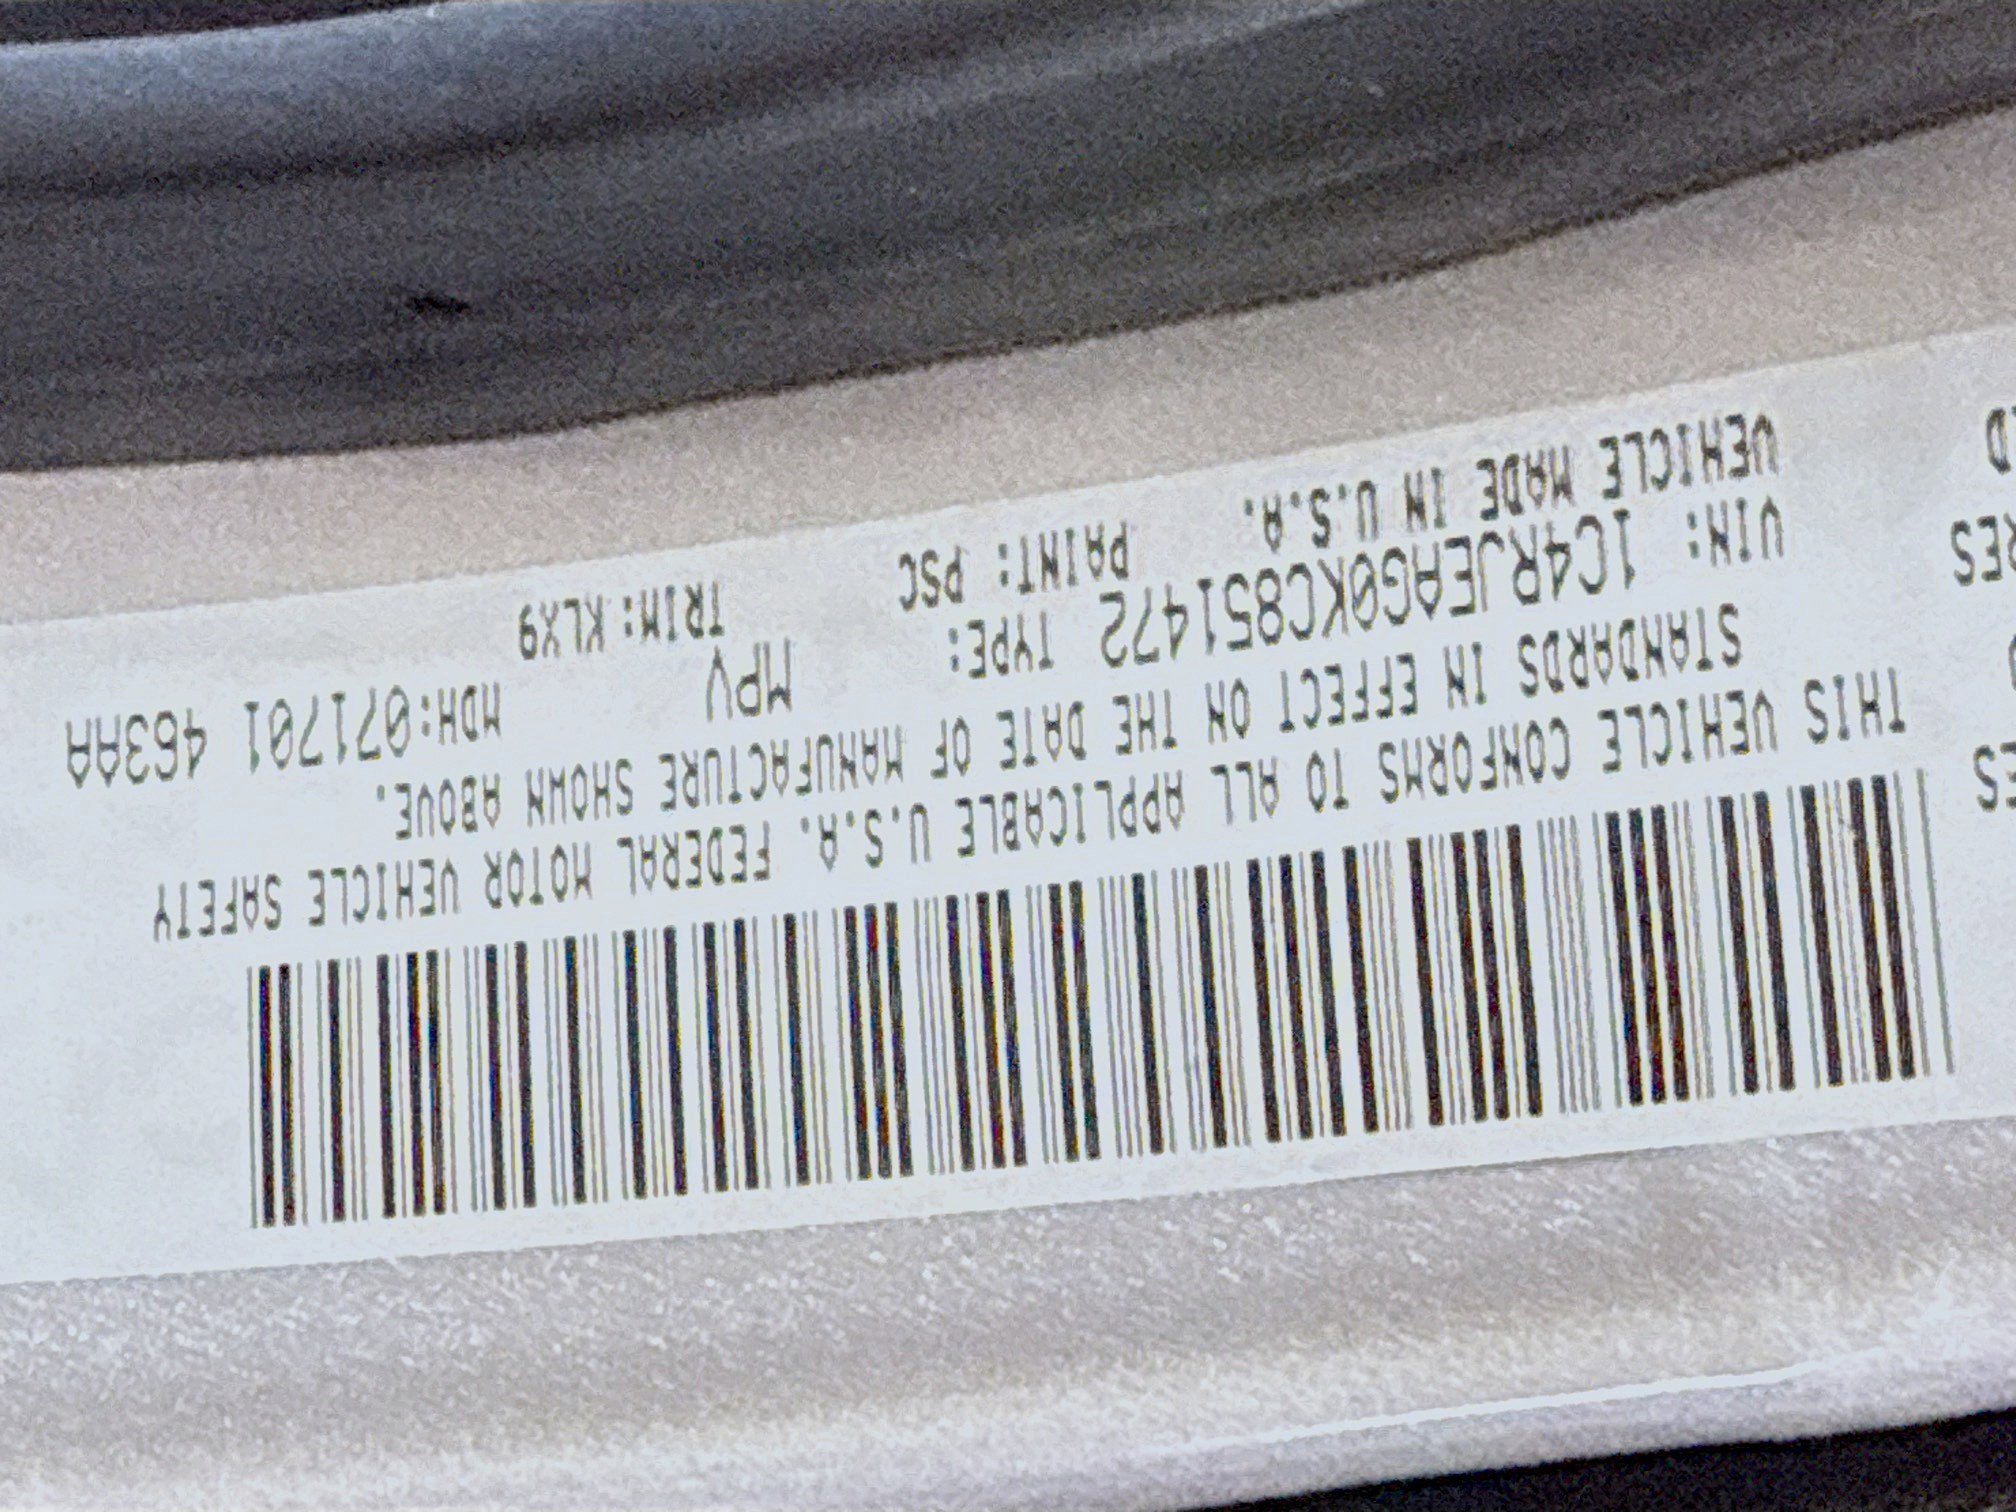 THIS VEHICLE CONFORMS TO ALL APPLICABLE U.S.A. FEDERAL MOTOR VEHICLE SAFETY
STANDARDS IN EFFECT ON THE DATE OF MANUFACTURE SHOWN ABOVE.
VIN: 1C4RJEAG0KC851472 TYPE: MPV MDH:071701 463AA
VEHICLE MADE IN U.S.A. PAINT: PSC TRIM:KLX9